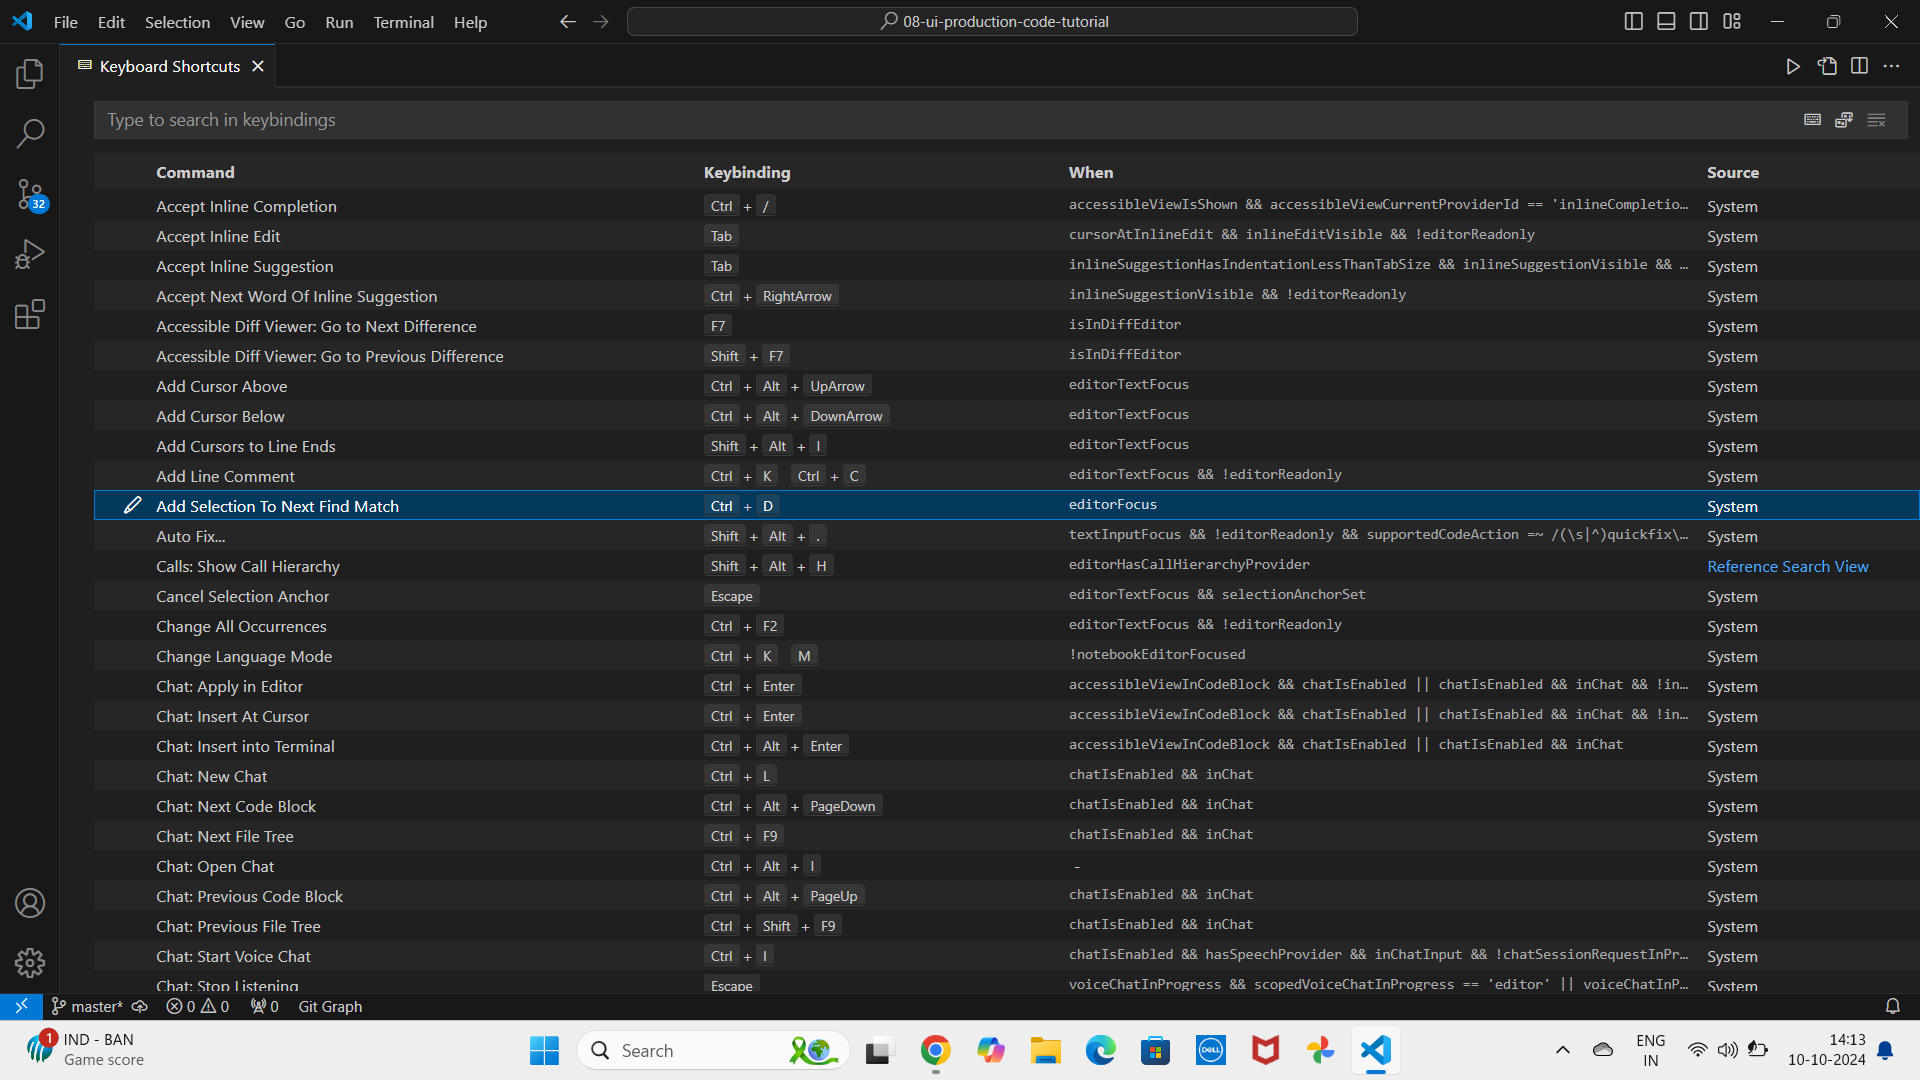 File Edit Selection View Go Run Terminal Help 08-ui-production-code-tutorial
Keyboard Shortcuts
Type to search in keybindings
Command Keybinding When Source
Accept Inline Completion Ctrl + / accessibleViewIsShown && accessibleViewCurrentProviderId == 'inlineCompletio… System
Accept Inline Edit Tab cursorAtInlineEdit && inlineEditVisible && !editorReadonly System
Accept Inline Suggestion Tab inlineSuggestionHasIndentationLessThanTabSize && inlineSuggestionVisible && … System
Accept Next Word Of Inline Suggestion Ctrl + RightArrow inlineSuggestionVisible && !editorReadonly System
Accessible Diff Viewer: Go to Next Difference F7 isInDiffEditor System
Accessible Diff Viewer: Go to Previous Difference Shift + F7 isInDiffEditor System
Add Cursor Above Ctrl + Alt + UpArrow editorTextFocus System
Add Cursor Below Ctrl + Alt + DownArrow editorTextFocus System
Add Cursors to Line Ends Shift + Alt + I editorTextFocus System
Add Line Comment Ctrl + K Ctrl + C editorTextFocus && !editorReadonly System
Add Selection To Next Find Match Ctrl + D editorFocus System
Auto Fix... Shift + Alt + . textInputFocus && !editorReadonly && supportedCodeAction =~ /(\s|^)quickfix\… System
Calls: Show Call Hierarchy Shift + Alt + H editorHasCallHierarchyProvider Reference Search View
Cancel Selection Anchor Escape editorTextFocus && selectionAnchorSet System
Change All Occurrences Ctrl + F2 editorTextFocus && !editorReadonly System
Change Language Mode Ctrl + K M !notebookEditorFocused System
Chat: Apply in Editor Ctrl + Enter accessibleViewInCodeBlock && chatIsEnabled || chatIsEnabled && inChat && !in… System
Chat: Insert At Cursor Ctrl + Enter accessibleViewInCodeBlock && chatIsEnabled || chatIsEnabled && inChat && !in… System
Chat: Insert into Terminal Ctrl + Alt + Enter accessibleViewInCodeBlock && chatIsEnabled || chatIsEnabled && inChat System
Chat: New Chat Ctrl + L chatIsEnabled && inChat System
Chat: Next Code Block Ctrl + Alt + PageDown chatIsEnabled && inChat System
Chat: Next File Tree Ctrl + F9 chatIsEnabled && inChat System
Chat: Open Chat Ctrl + Alt + I - System
Chat: Previous Code Block Ctrl + Alt + PageUp chatIsEnabled && inChat System
Chat: Previous File Tree Ctrl + Shift + F9 chatIsEnabled && inChat System
Chat: Start Voice Chat Ctrl + I chatIsEnabled && hasSpeechProvider && inChatInput && !chatSessionRequestInPr… System
Chat: Stop Listening Escape voiceChatInProgress && scopedVoiceChatInProgress == 'editor' || voiceChatInP… System
32
master* 0 0 0 Git Graph
1 IND - BAN
Game score
Search
DELL
ENG
IN
14:13
10-10-2024